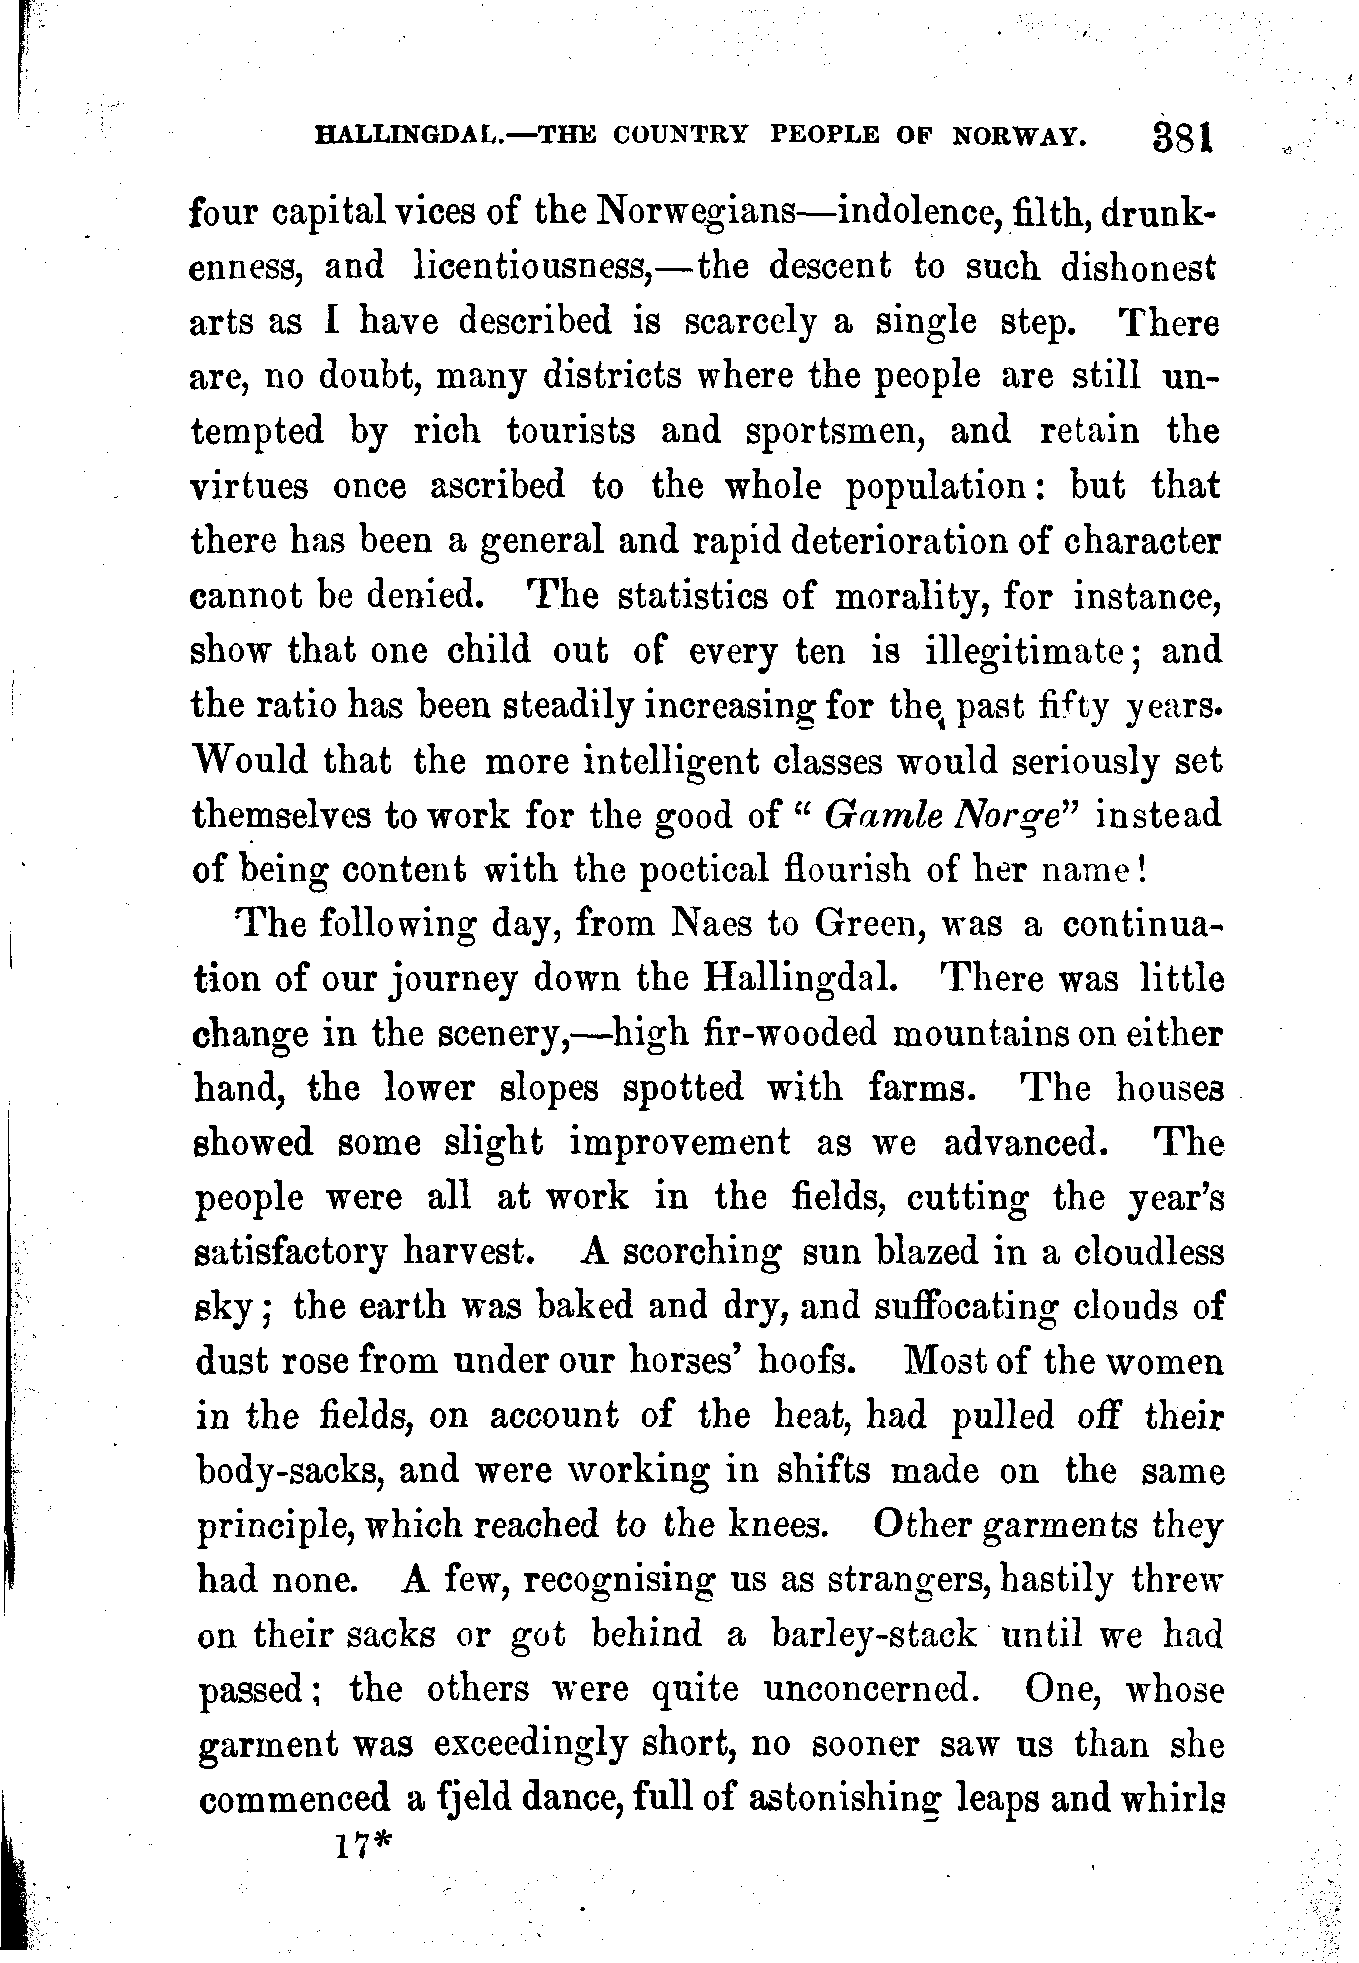 HALLINGDAL.—THE COUNTRY PEOPLE OF NORWAY. 381
four capital vices of the Norwegians—indolence, filth, drunk-
enness, and licentiousness,—the descent to such dishonest
arts as I have described is scarcely a single step. There
are, no doubt, many districts where the people are still un-
tempted by rich tourists and sportsmen, and retain the
virtues once ascribed to the whole population: but that
there has been a general and rapid deterioration of character
cannot be denied. The statistics of morality, for instance,
show that one child out of every ten is illegitimate; and
the ratio has been steadily increasing for the past fifty years.
Would that the more intelligent classes would seriously set
themselves to work for the good of "Gamle Norge" instead
of being content with the poetical flourish of her name!
The following day, from Naes to Green, was a continua-
tion of our journey down the Hallingdal. There was little
change in the scenery,—high fir-wooded mountains on either
hand, the lower slopes spotted with farms. The houses
showed some slight improvement as we advanced. The
people were all at work in the fields, cutting the year's
satisfactory harvest. A scorching sun blazed in a cloudless
sky; the earth was baked and dry, and suffocating clouds of
dust rose from under our horses' hoofs. Most of the women
in the fields, on account of the heat, had pulled off their
body-sacks, and were working in shifts made on the same
principle, which reached to the knees. Other garments they
had none. A few, recognising us as strangers, hastily threw
on their sacks or got behind a barley-stack until we had
passed; the others were quite unconcerned. One, whose
garment was exceedingly short, no sooner saw us than she
commenced a fjeld dance, full of astonishing leaps and whirls
17*